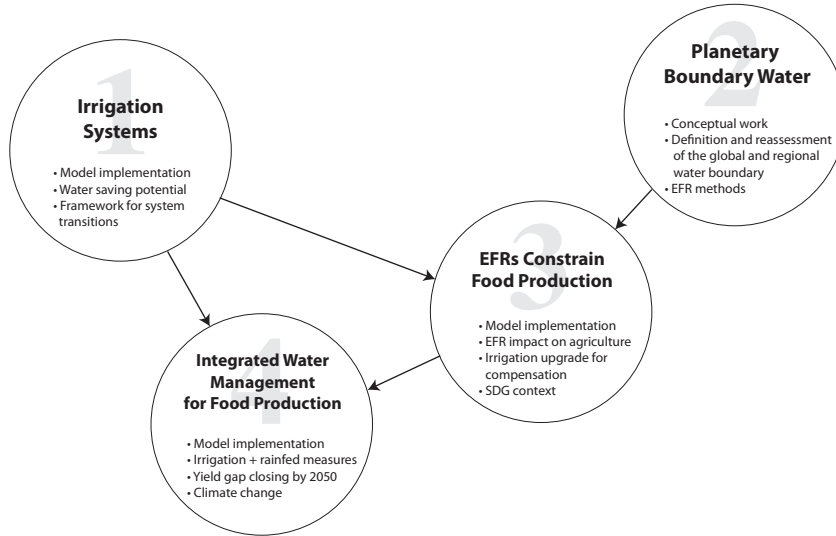 1
Irrigation
Systems
• Model implementation
• Water saving potential
• Framework for system
transitions
2
Planetary
Boundary Water
• Conceptual work
• Definition and reassessment
of the global and regional
water boundary
• EFR methods
3
EFRs Constrain
Food Production
• Model implementation
• EFR impact on agriculture
• Irrigation upgrade for
compensation
• SDG context
4
Integrated Water
Management
for Food Production
• Model implementation
• Irrigation + rainfed measures
• Yield gap closing by 2050
• Climate change